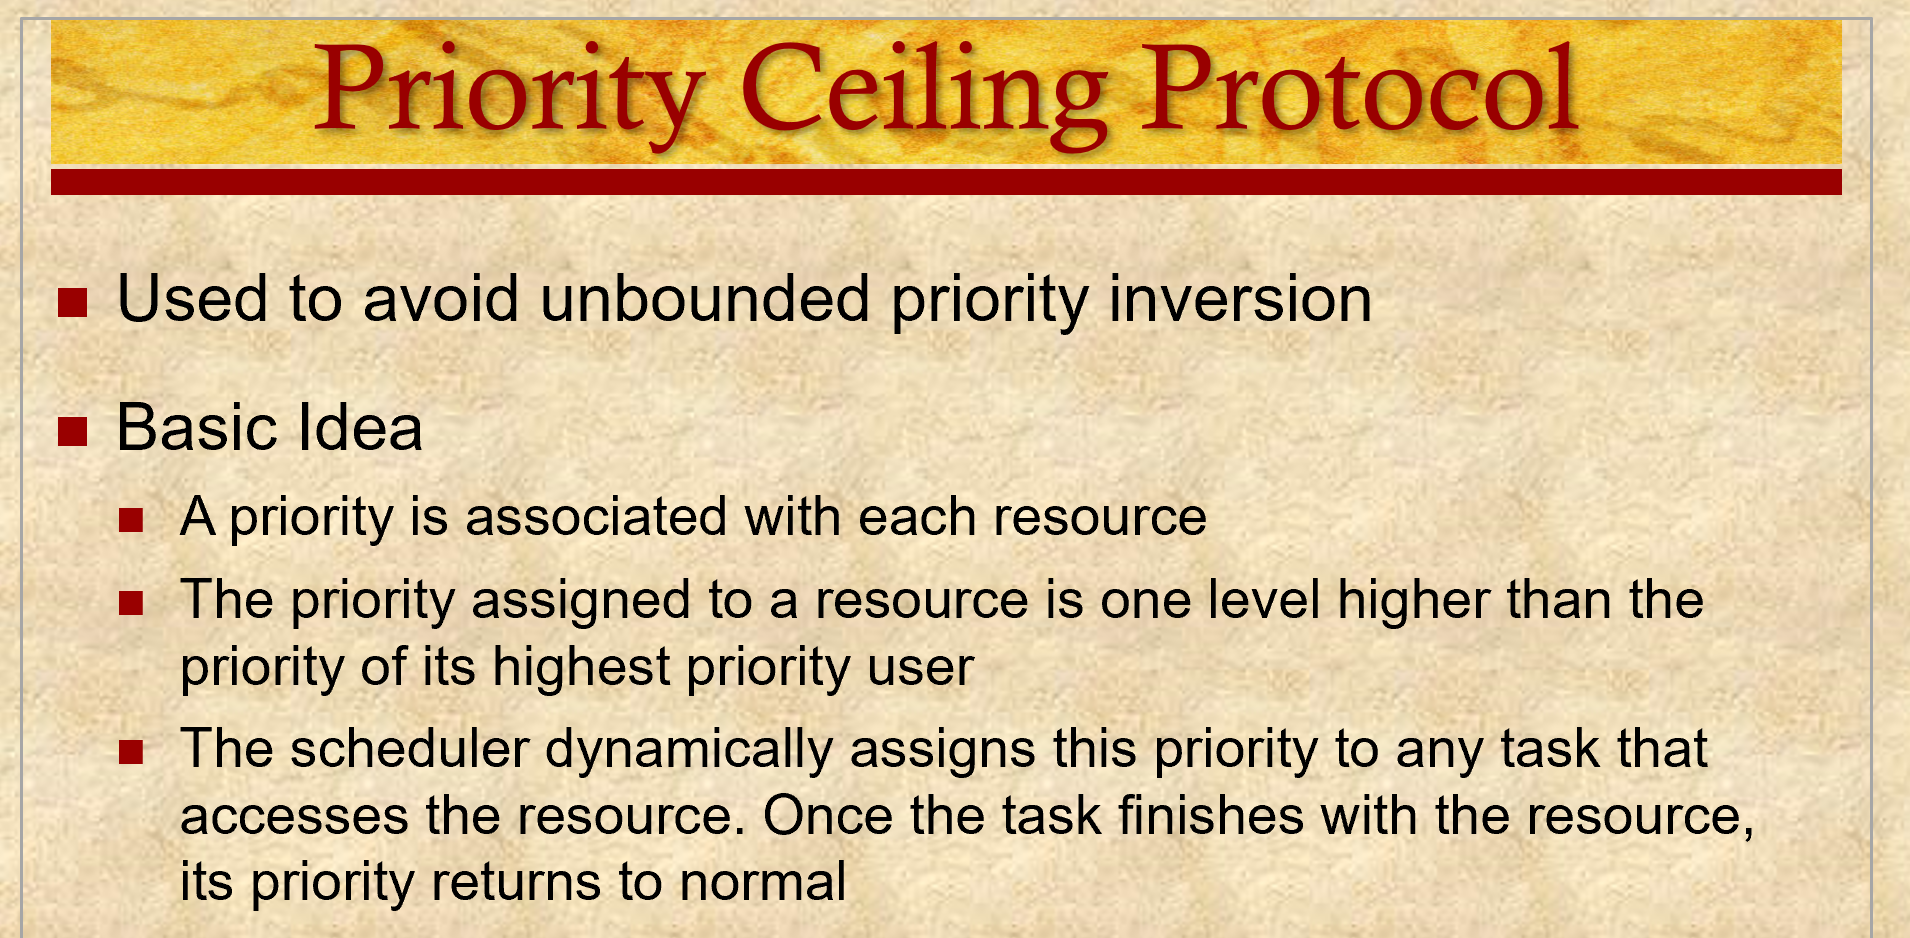 Priority Ceiling Protocol
Used to avoid unbounded priority inversion
Basic Idea
A priority is associated with each resource
The priority assigned to a resource is one level higher than the
priority of its highest priority user
The scheduler dynamically assigns this priority to any task that
accesses the resource. Once the task finishes with the resource,
its priority returns to normal